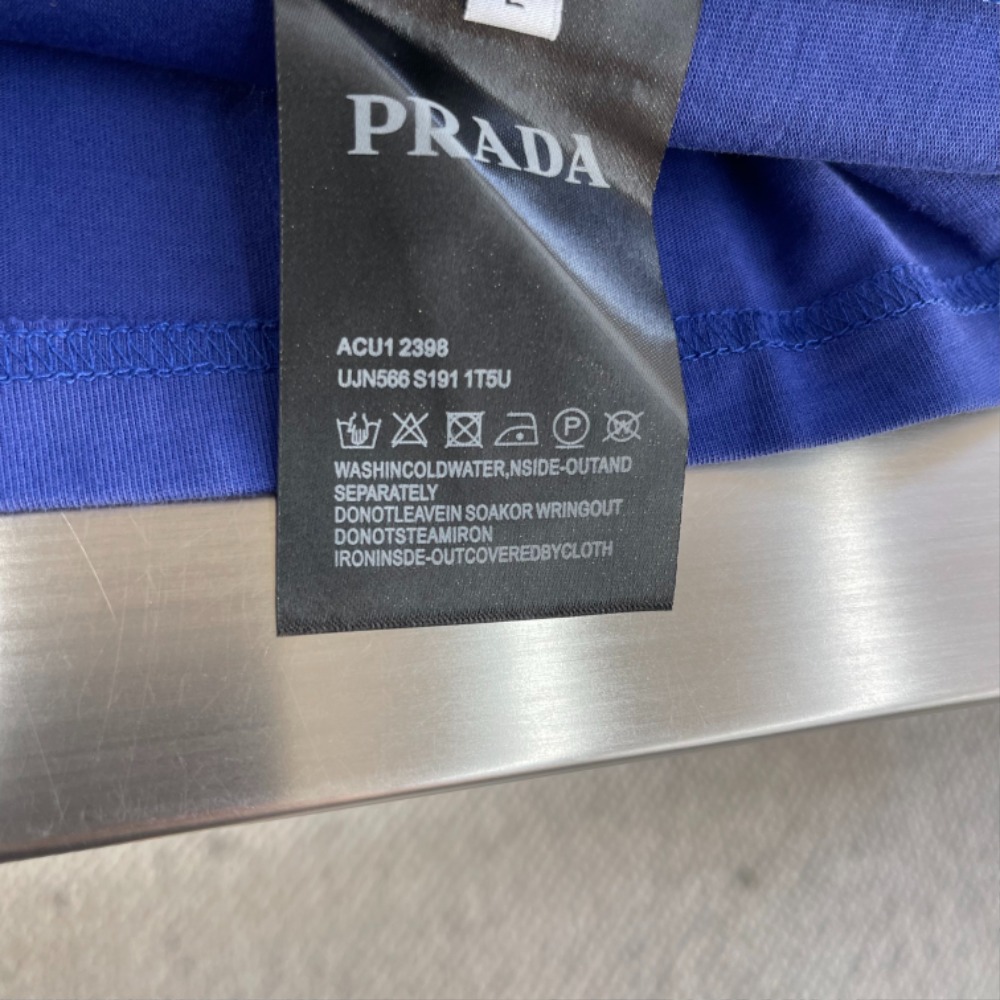 PRADA
ACU1 2398
UJN566 S191 1T5U
P
W
WASHINCOLDWATER,NSIDE-OUTAND
SEPARATELY
DONOTLEAVEIN SOAKOR WRINGOUT
DONOTSTEAMIRON
IRONINSDE-OUTCOVEREDBYCLOTH